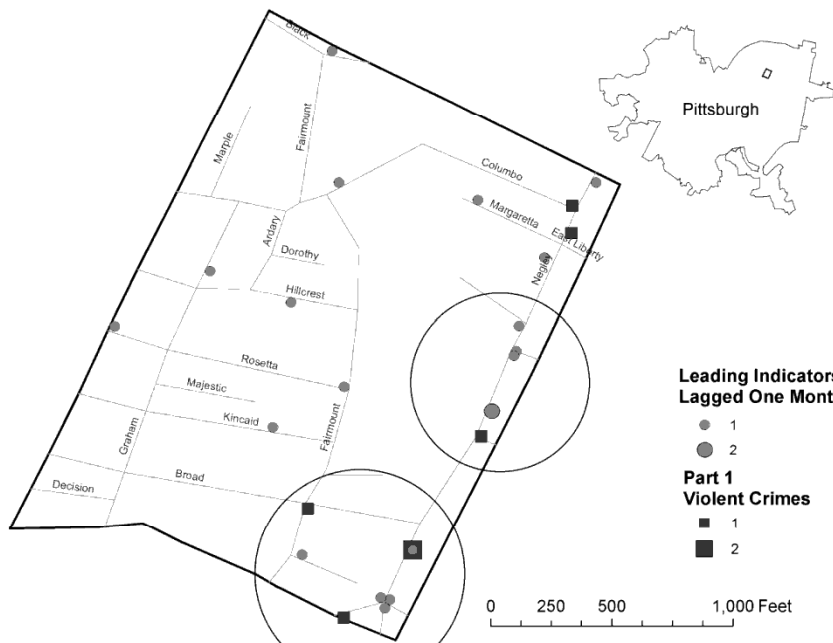 Black
Pittsburgh
Fairmount
Marple
Columbo
Margaretta
East Liberty
Ardary
Dorothy
Negley
Hillcrest
Rosetta
Majestic
Leading Indicators
Lagged One Mont
1
2
Kincaid
Fairmount
Graham
Broad
Decision
Part 1
Violent Crimes
1
2
0 250 500 1,000 Feet